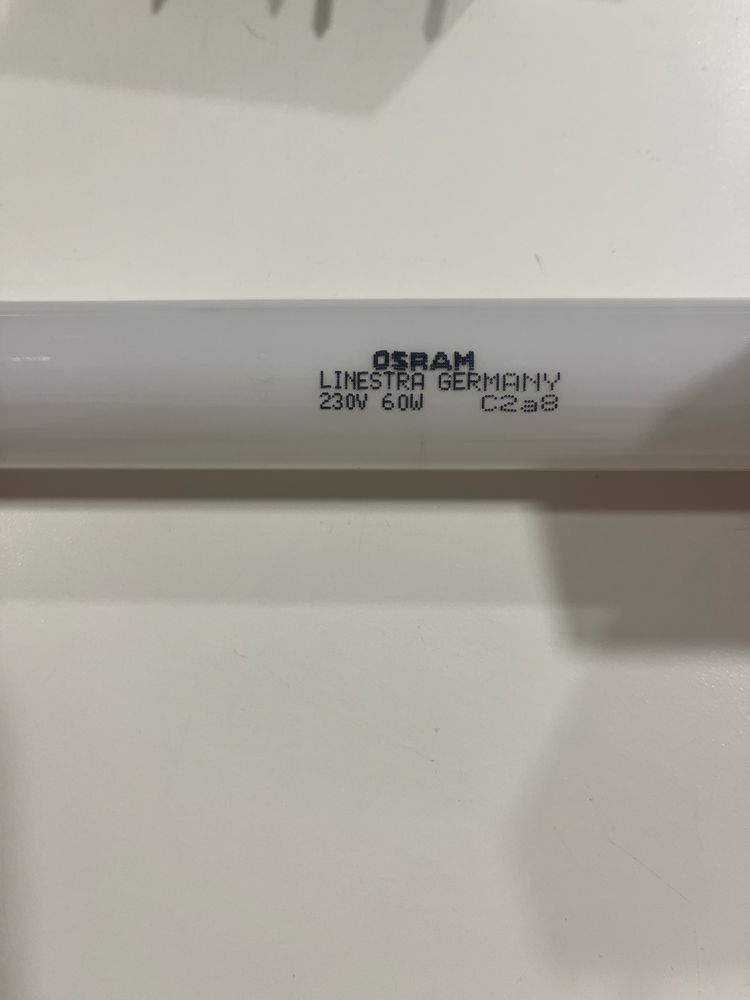 OSRAM
LINESTRA GERMANY
230V 60W C2a8